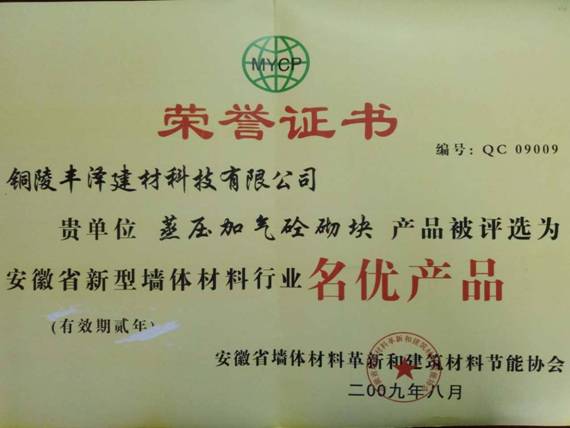 MYCP
荣誉证书
编号: QC 09009
铜陵丰泽建材科技有限公司
贵单位 蒸压加气砼砌块 产品被评选为
安徽省新型墙体材料行业 名优产品
(有效期贰年)
安徽省墙体材料革新和建筑材料节能协会
二00九年八月